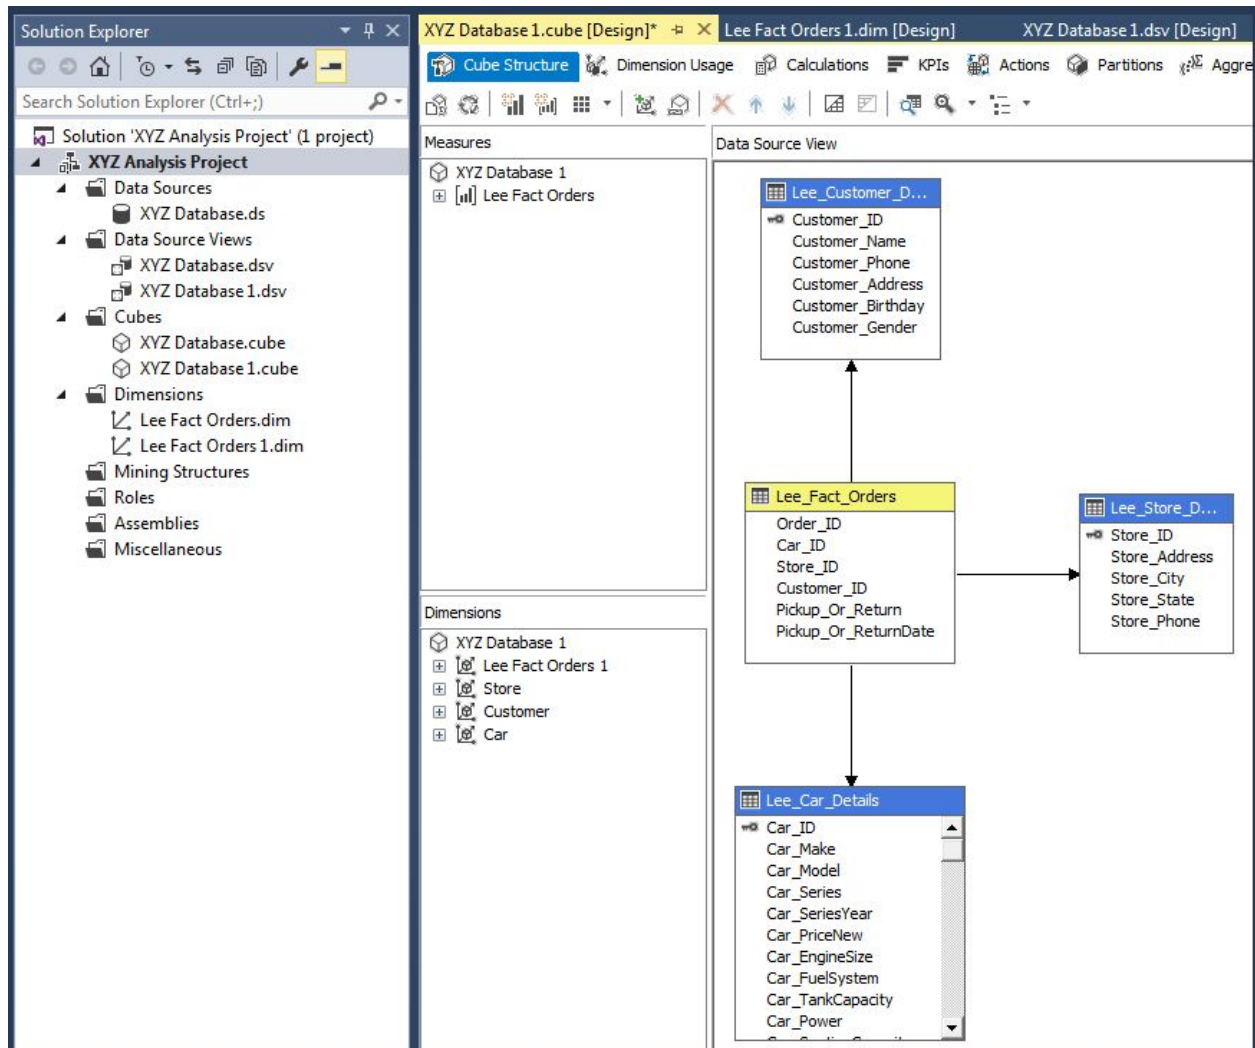 Solution Explorer
Search Solution Explorer (Ctrl+;)
Solution 'XYZ Analysis Project' (1 project)
XYZ Analysis Project
Data Sources
XYZ Database.ds
Data Source Views
XYZ Database.dsv
XYZ Database 1.dsv
Cubes
XYZ Database.cube
XYZ Database 1.cube
Dimensions
Lee Fact Orders.dim
Lee Fact Orders 1.dim
Mining Structures
Roles
Assemblies
Miscellaneous
XYZ Database 1.cube [Design]* Lee Fact Orders 1.dim [Design] XYZ Database 1.dsv [Design]
Cube Structure Dimension Usage Calculations KPIs Actions Partitions Aggre
Measures
XYZ Database 1
Lee Fact Orders
Dimensions
XYZ Database 1
Lee Fact Orders 1
Store
Customer
Car
Data Source View
Lee_Customer_D...
Customer_ID
Customer_Name
Customer_Phone
Customer_Address
Customer_Birthday
Customer_Gender
Lee_Fact_Orders
Order_ID
Car_ID
Store_ID
Customer_ID
Pickup_Or_Return
Pickup_Or_ReturnDate
Lee_Store_D...
Store_ID
Store_Address
Store_City
Store_State
Store_Phone
Lee_Car_Details
Car_ID
Car_Make
Car_Model
Car_Series
Car_SeriesYear
Car_PriceNew
Car_EngineSize
Car_FuelSystem
Car_TankCapacity
Car_Power